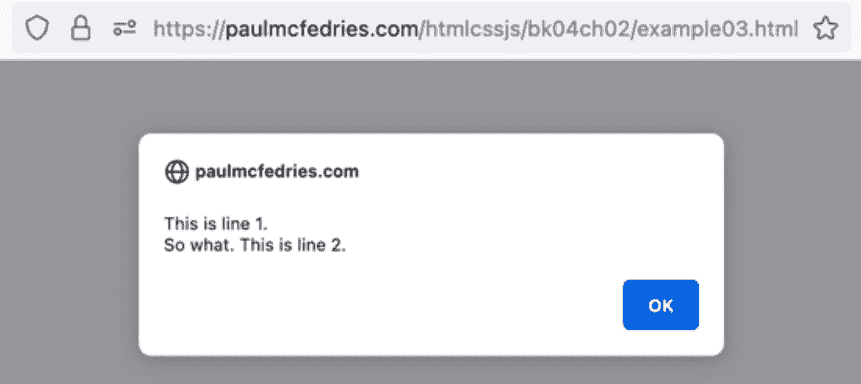 https://paulmcfedries.com/htmlcssjs/bk04ch02/example03.html
paulmcfedries.com
This is line 1.
So what. This is line 2.
OK